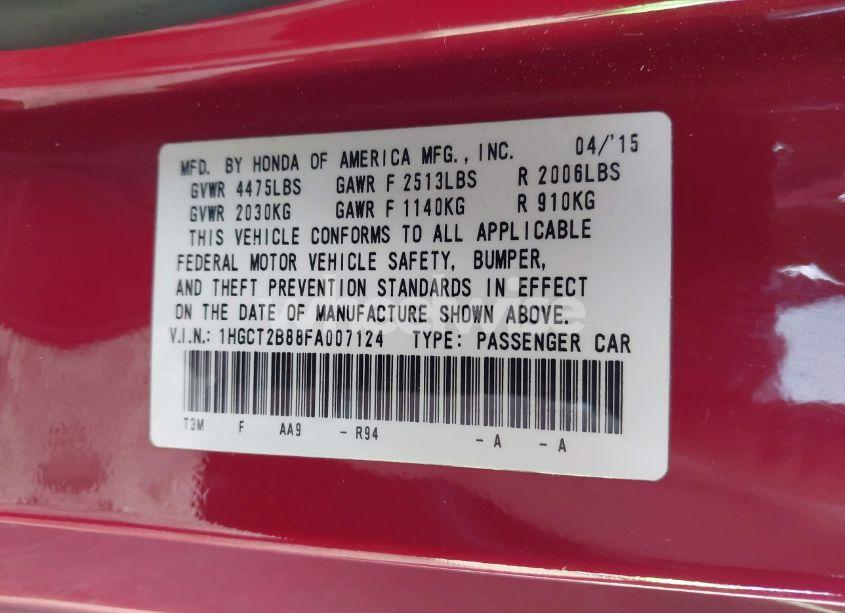 MFD. BY HONDA OF AMERICA MFG., INC. 04/'15
GVWR 4475LBS GAWR F 2513LBS R 2006LBS
GVWR 2030KG GAWR F 1140KG R 910KG
THIS VEHICLE CONFORMS TO ALL APPLICABLE
FEDERAL MOTOR VEHICLE SAFETY, BUMPER,
AND THEFT PREVENTION STANDARDS IN EFFECT
ON THE DATE OF MANUFACTURE SHOWN ABOVE.
V.I.N.: 1HGCT2B88FA007124 TYPE: PASSENGER CAR
T3M F AA9 - R94 - A - A